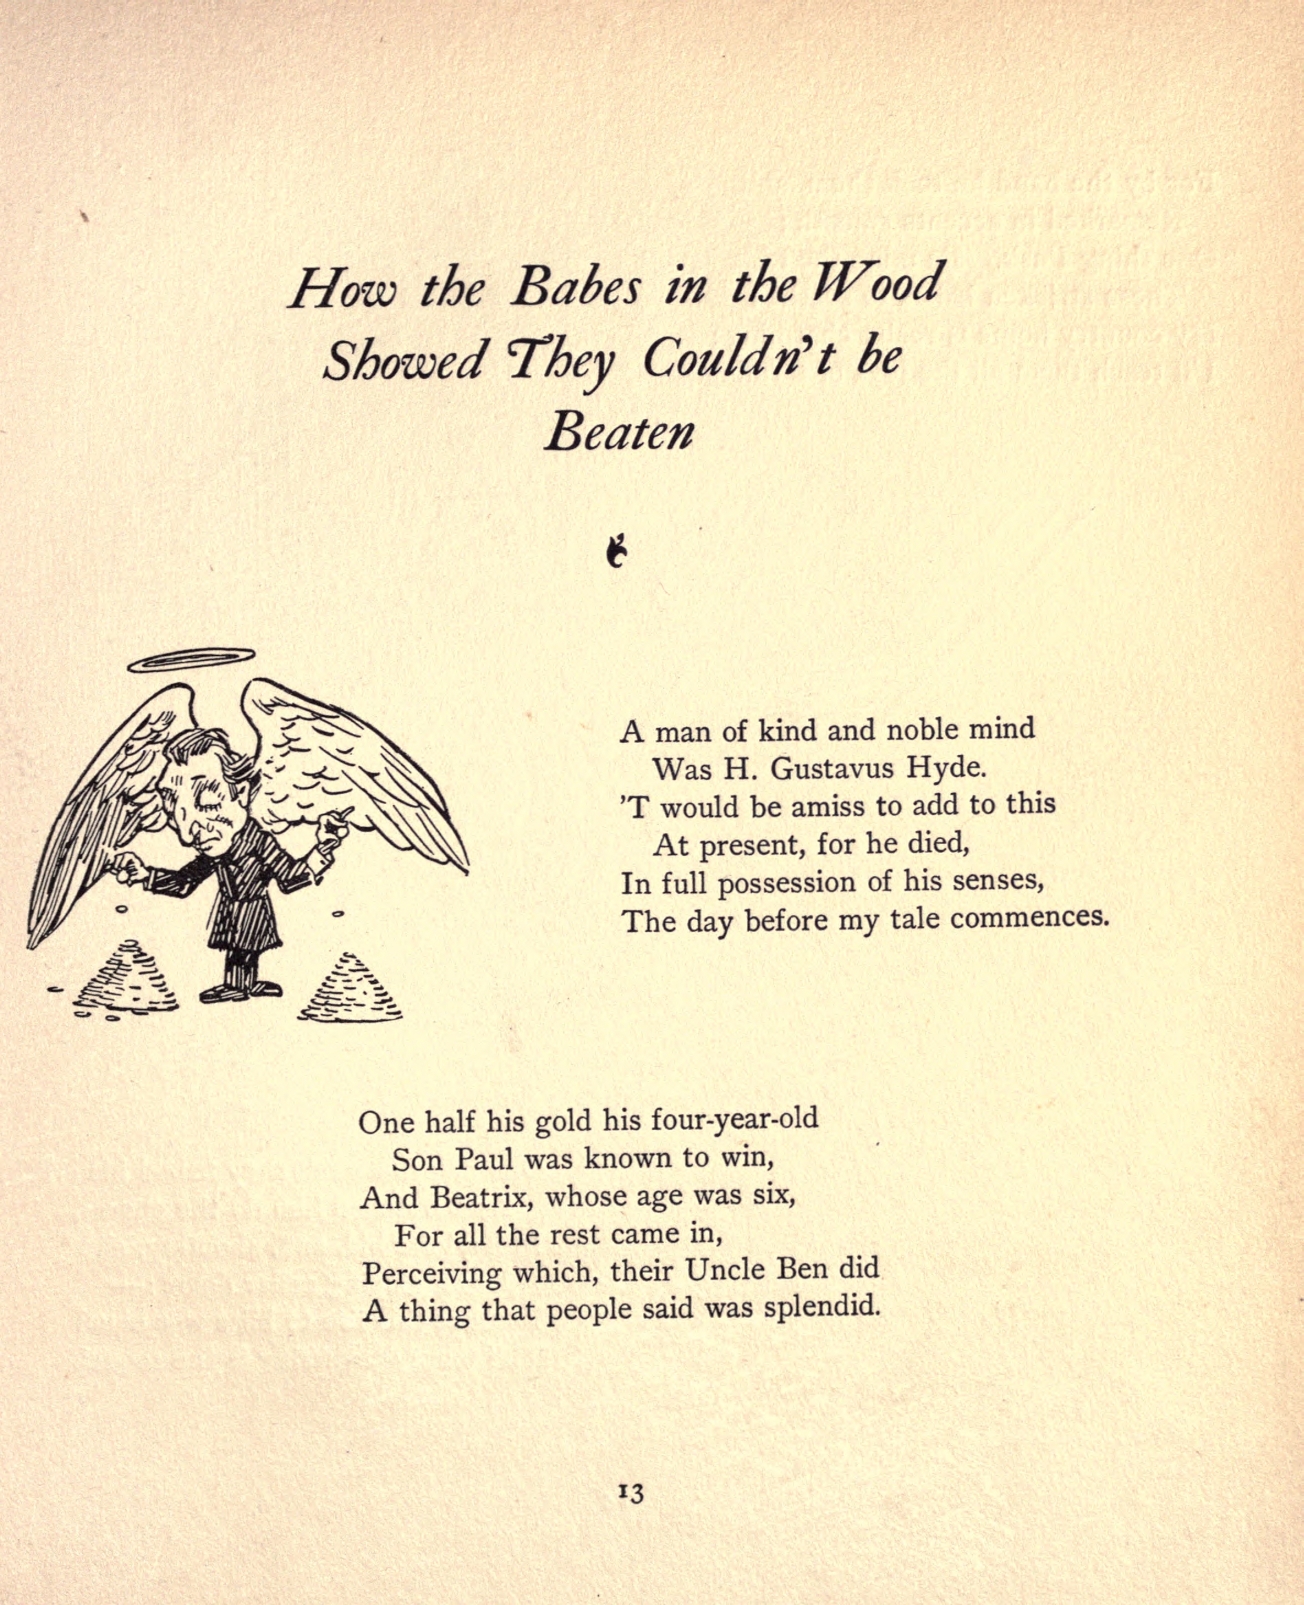 How the Babes in the Wood
Showed They Couldn't be
Beaten
A man of kind and noble mind
Was H. Gustavus Hyde.
'T would be amiss to add to this
At present, for he died,
In full possession of his senses,
The day before my tale commences.
One half his gold his four-year-old
Son Paul was known to win,
And Beatrix, whose age was six,
For all the rest came in,
Perceiving which, their Uncle Ben did
A thing that people said was splendid.
13